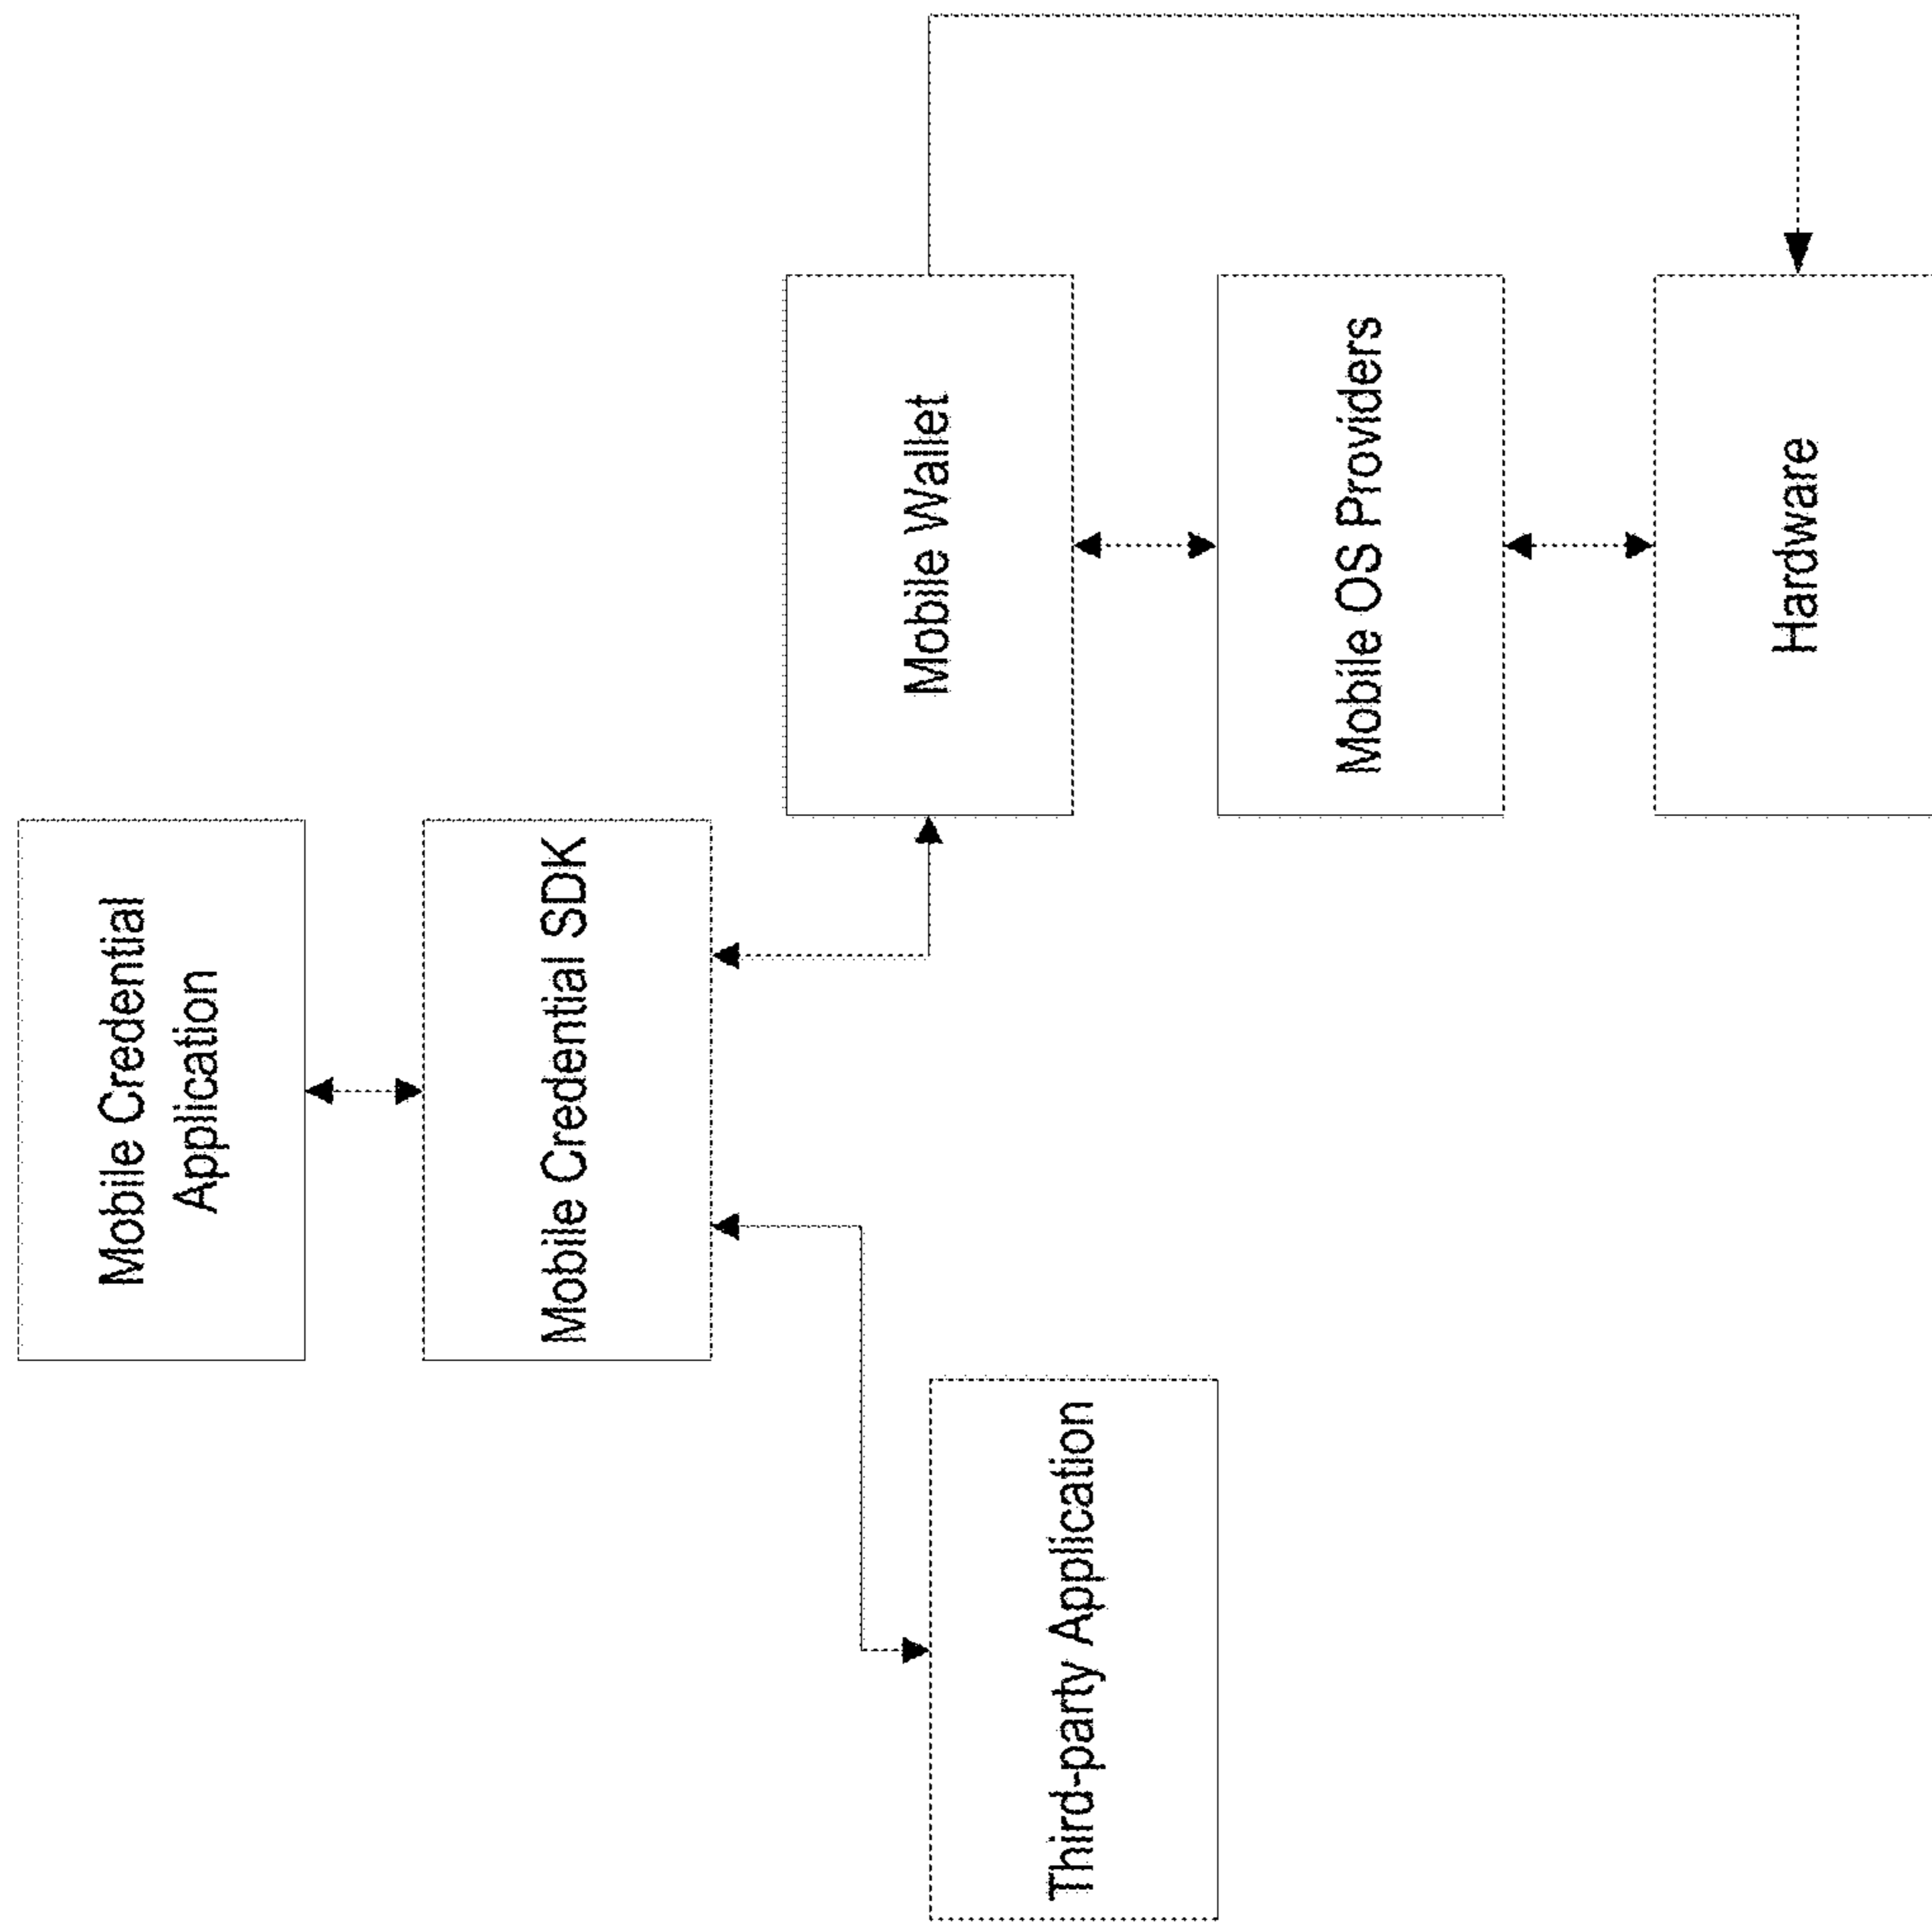 Mobile Credential
Application
Mobile Credential SDK
Third-party Application
Mobile Wallet
Mobile OS Providers
Hardware